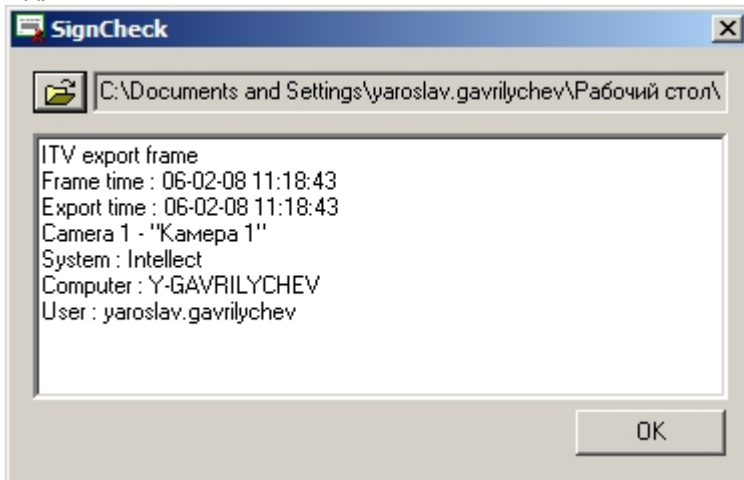 SignCheck
C:\Documents and Settings\yaroslav.gavrilychev\Рабочий стол\
ITV export frame
Frame time : 06-02-08 11:18:43
Export time : 06-02-08 11:18:43
Camera 1 - "Камера 1"
System : Intellect
Computer : Y-GAVRILYCHEV
User : yaroslav.gavrilychev
OK